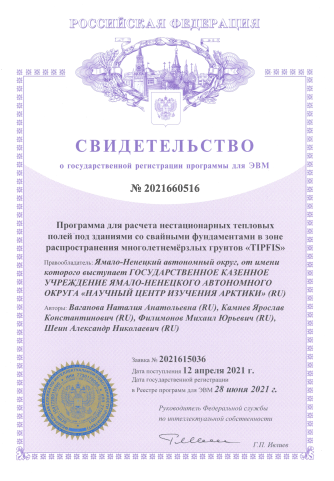 РОССИЙСКАЯ ФЕДЕРАЦИЯ
СВИДЕТЕЛЬСТВО
о государственной регистрации программы для ЭВМ
№ 2021660516
Программа для расчета нестационарных тепловых
полей под зданиями со свайными фундаментами в зоне
распространения многолетнемёрзлых грунтов «TIPFIS»
Правообладатель: Ямало-Ненецкий автономный округ, от имени
которого выступает ГОСУДАРСТВЕННОЕ КАЗЕННОЕ
УЧРЕЖДЕНИЕ ЯМАЛО-НЕНЕЦКОГО АВТОНОМНОГО
ОКРУГА «НАУЧНЫЙ ЦЕНТР ИЗУЧЕНИЯ АРКТИКИ» (RU)
Авторы: Ваганова Наталия Анатольевна (RU), Камнев Ярослав
Константинович (RU), Филимонов Михаил Юрьевич (RU),
Шеин Александр Николаевич (RU)
Заявка № 2021615036
Дата поступления 12 апреля 2021 г.
Дата государственной регистрации
в Реестре программ для ЭВМ 28 июня 2021 г.
Руководитель Федеральной службы
по интеллектуальной собственности
Г.П. Ивлиев